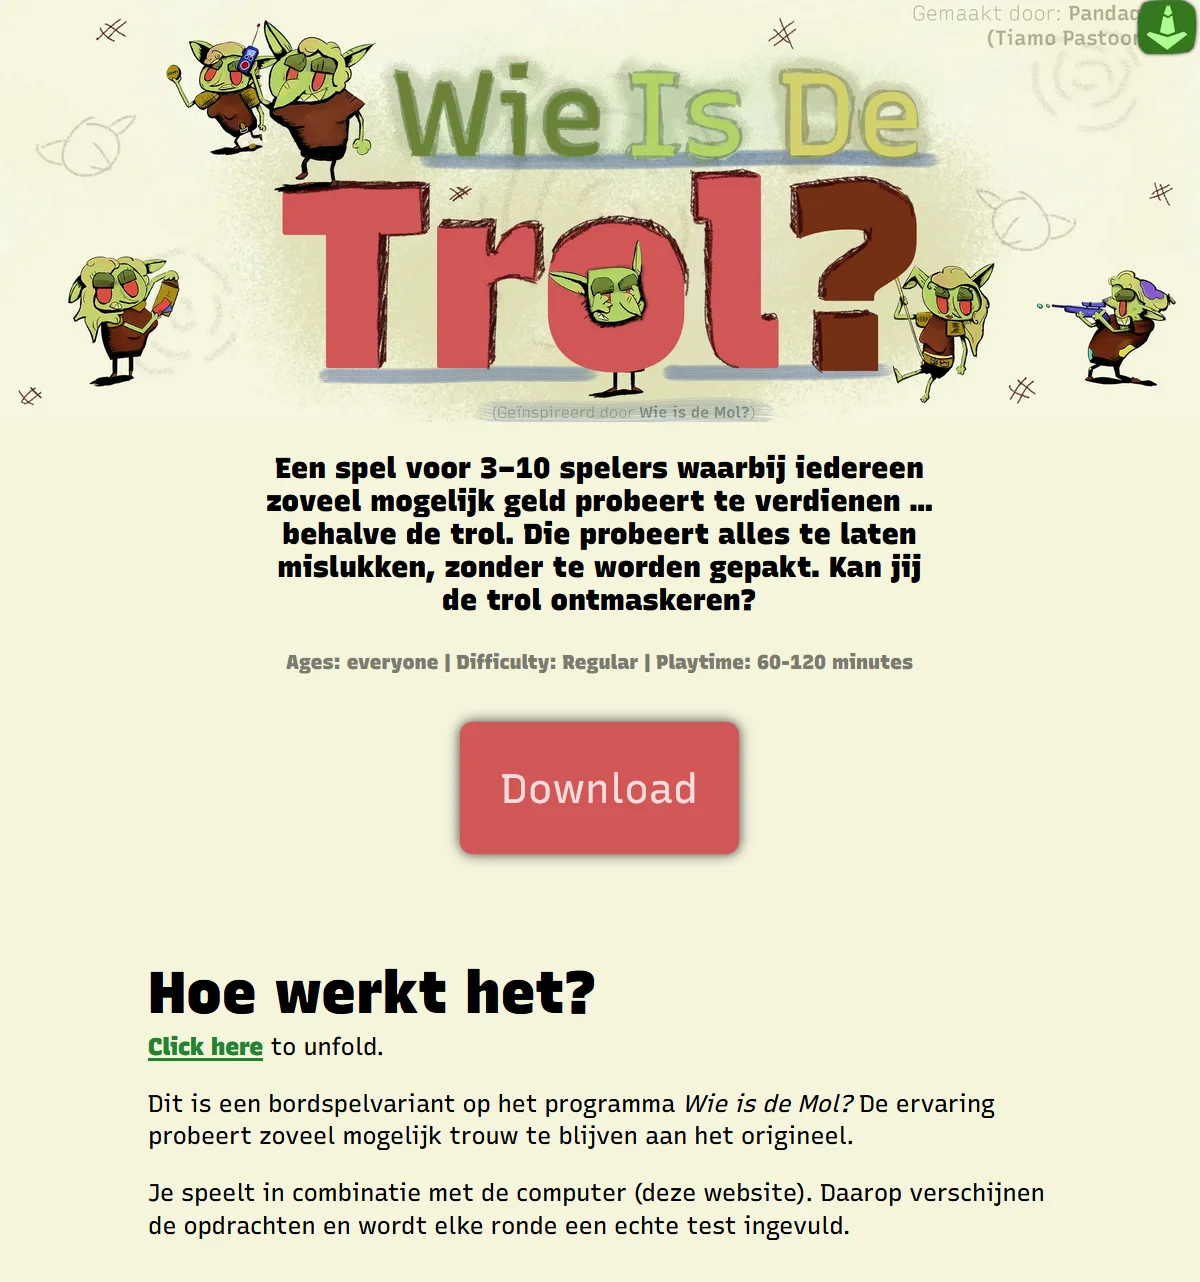 Gemaakt door: Pandaq
(Tiamo Pastoor
Wie Is De
Trol?
(Geïnspireerd door Wie is de Mol?)
Een spel voor 3–10 spelers waarbij iedereen
zoveel mogelijk geld probeert te verdienen ...
behalve de trol. Die probeert alles te laten
mislukken, zonder te worden gepakt. Kan jij
de trol ontmaskeren?
Ages: everyone | Difficulty: Regular | Playtime: 60-120 minutes
Download
Hoe werkt het?
Click here to unfold.
Dit is een bordspelvariant op het programma Wie is de Mol? De ervaring
probeert zoveel mogelijk trouw te blijven aan het origineel.
Je speelt in combinatie met de computer (deze website). Daarop verschijnen
de opdrachten en wordt elke ronde een echte test ingevuld.